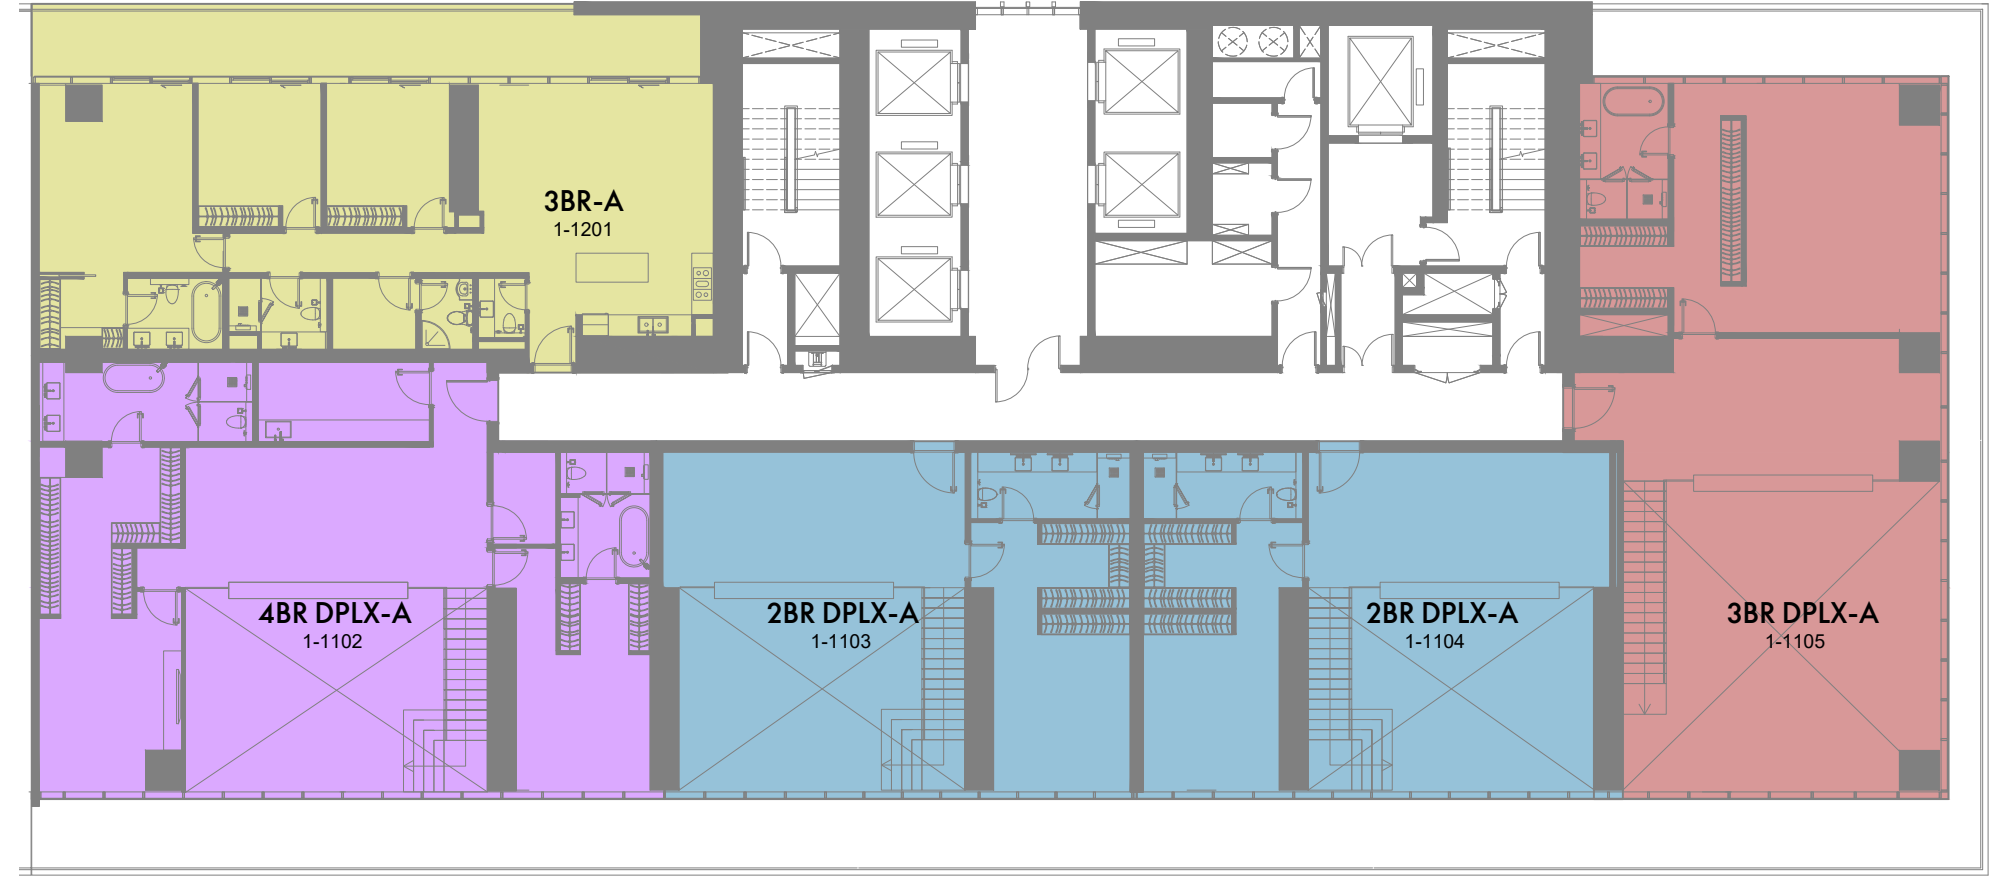 3BR-A
1-1201
4BR DPLX-A
1-1102
2BR DPLX-A
1-1103
2BR DPLX-A
1-1104
3BR DPLX-A
1-1105